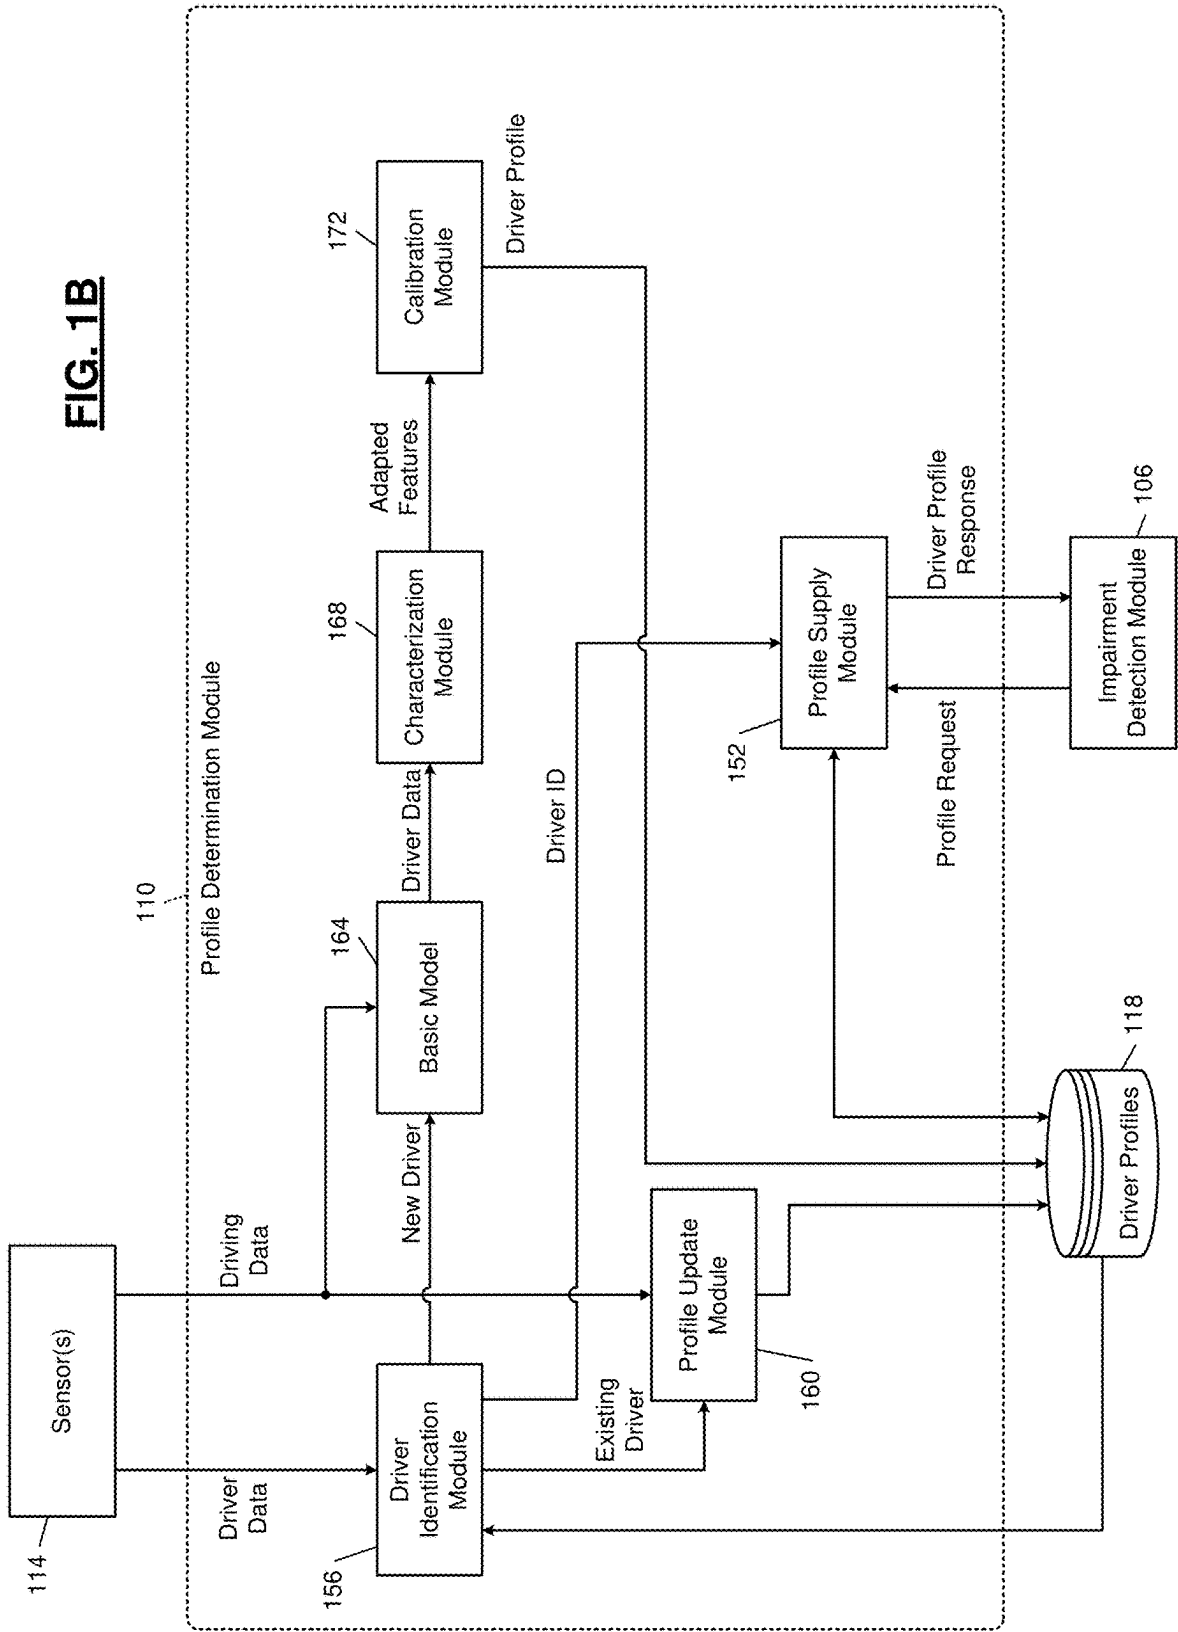 FIG. 1B
114
Sensor(s)
Driver
Data
Driving
Data
110
Profile Determination Module
156
Driver
Identification
Module
New Driver
164
Basic Model
Driver Data
168
Characterization
Module
Adapted
Features
172
Calibration
Module
Driver Profile
Driver ID
Existing
Driver
Profile Update
Module
160
152
Profile Supply
Module
Profile Request
Driver Profile
Response
118
Driver Profiles
Impairment
Detection Module
106